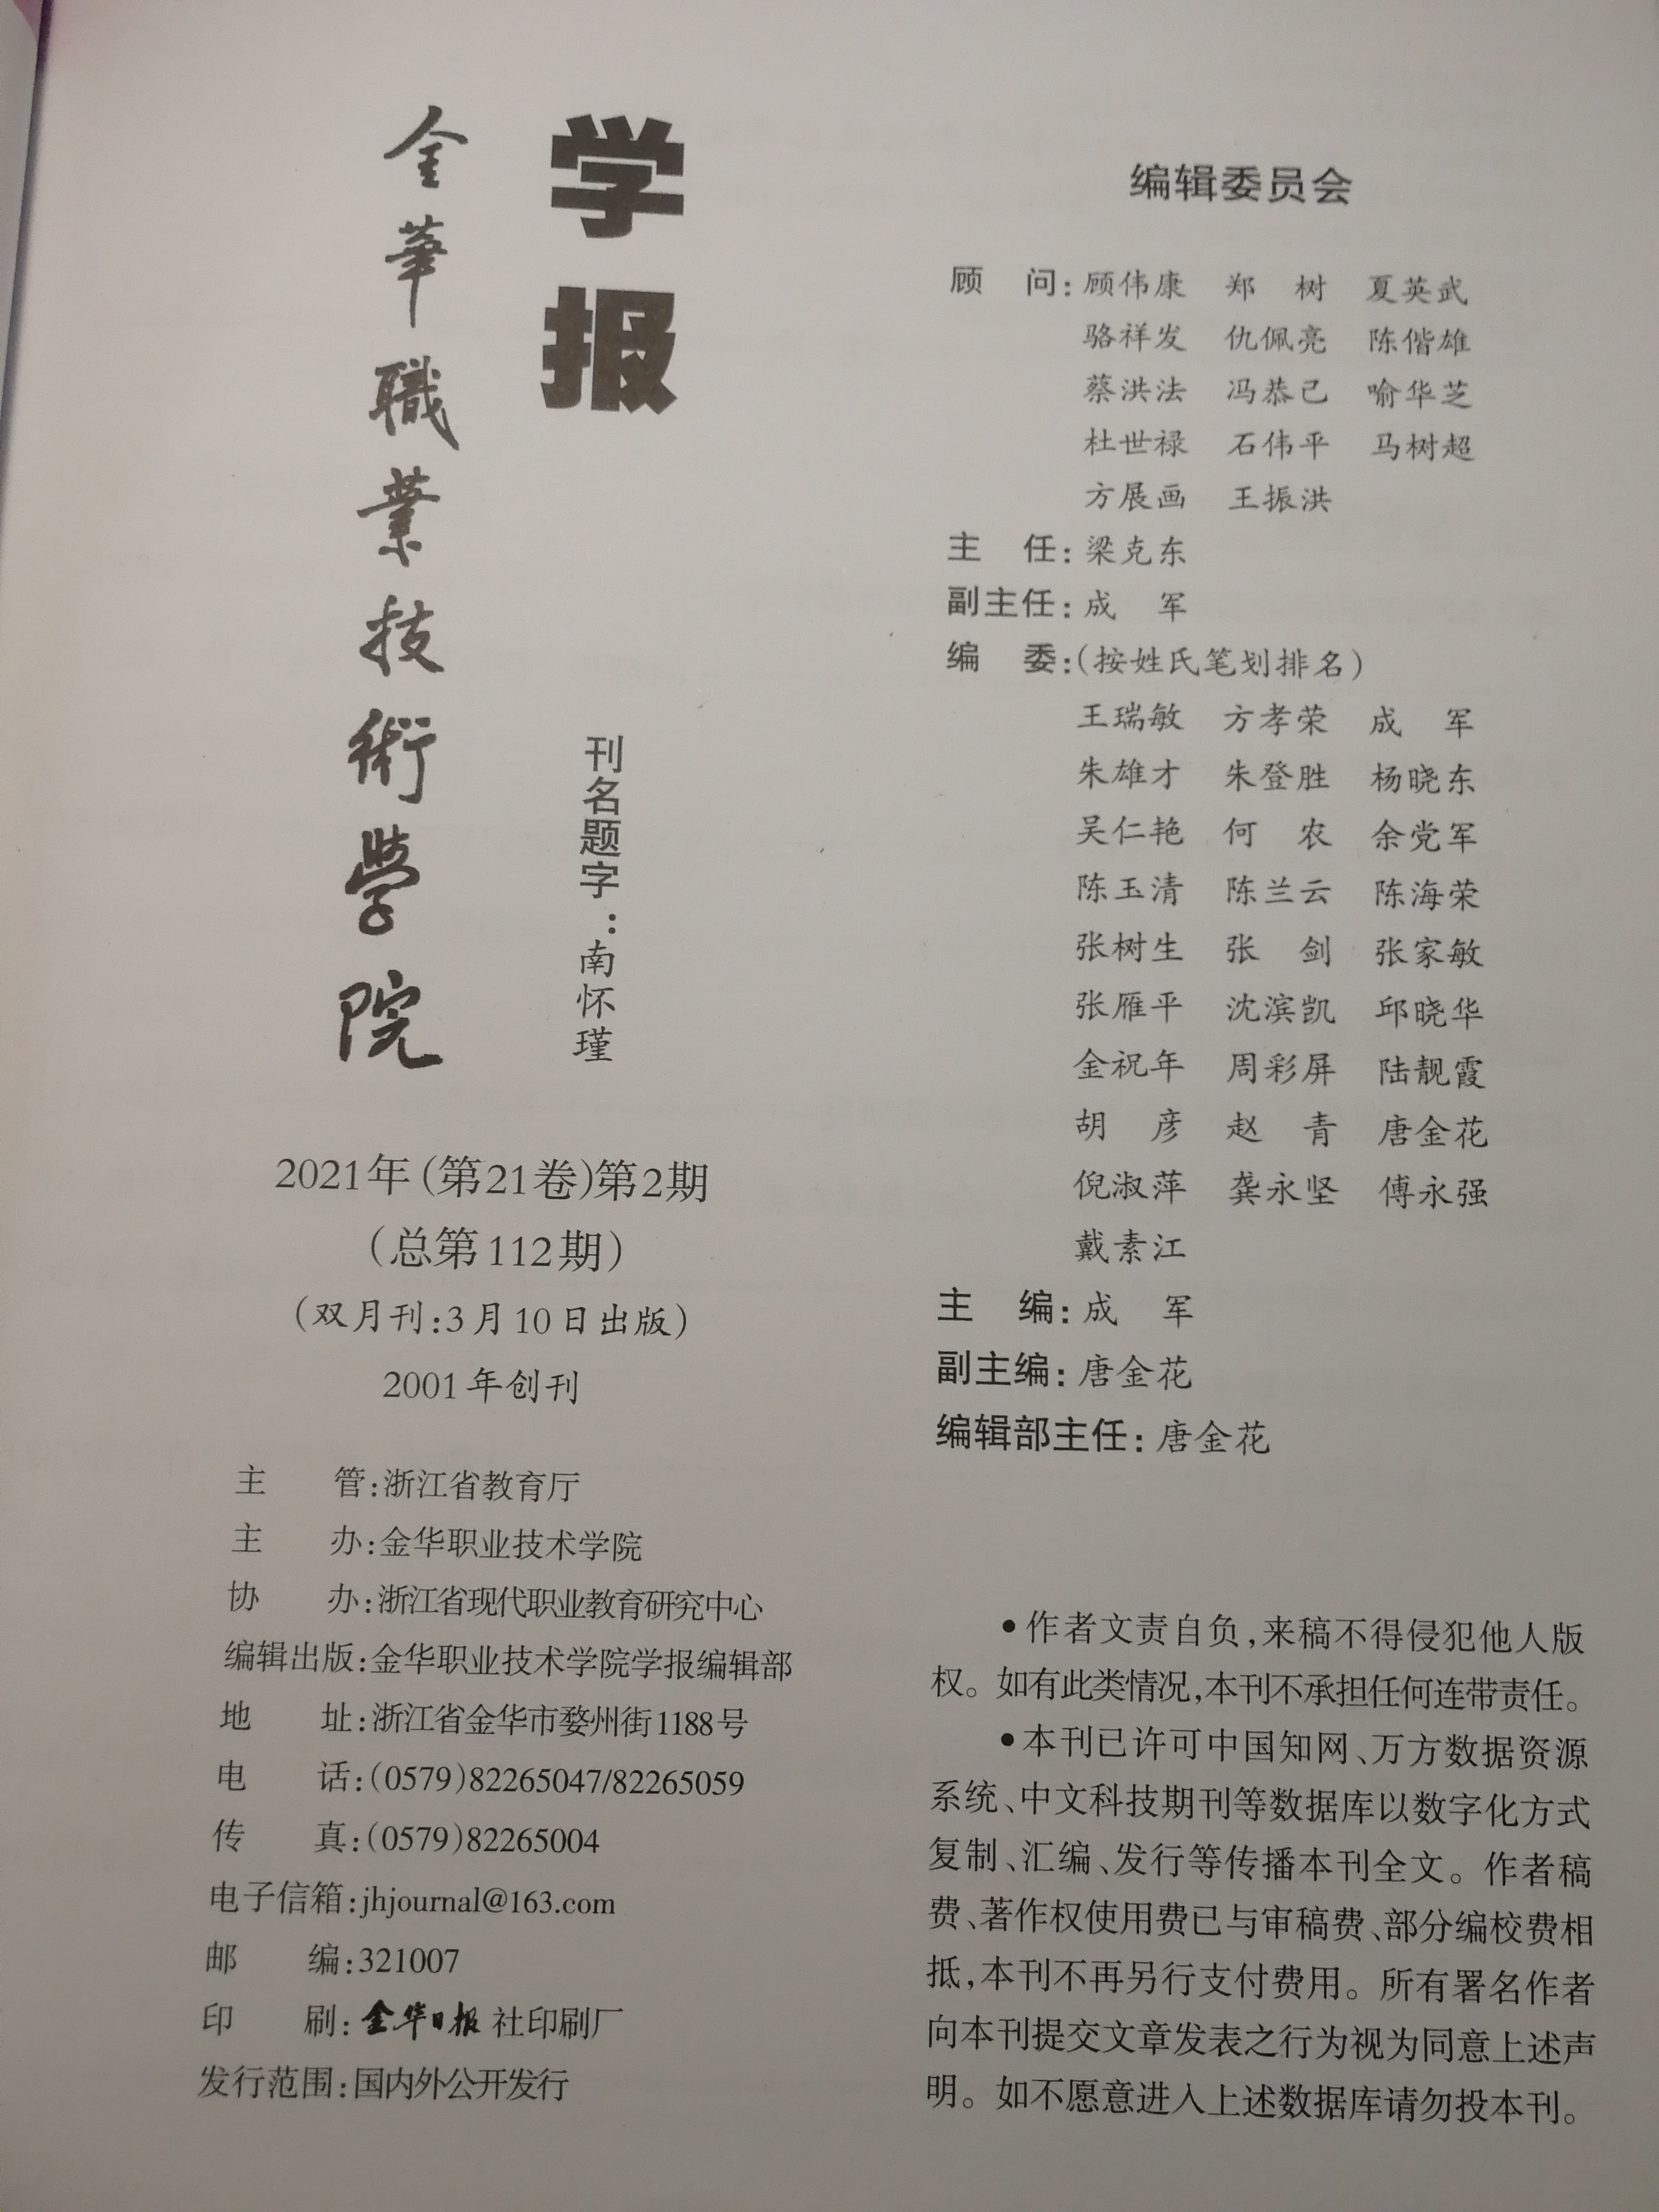 金華職業技術學院
学报
刊名题字：南怀瑾
2021年(第21卷)第2期
(总第112期)
(双月刊:3月10日出版)
2001年创刊
主　　管:浙江省教育厅
主　　办:金华职业技术学院
协　　办:浙江省现代职业教育研究中心
编辑出版:金华职业技术学院学报编辑部
地　　址:浙江省金华市婺州街1188号
电　　话:(0579)82265047/82265059
传　　真:(0579)82265004
电子信箱:jhjournal@163.com
邮　　编:321007
印　　刷:金华日报社印刷厂
发行范围:国内外公开发行
编辑委员会
顾　问:顾伟康　郑　树　夏英武
骆祥发　仇佩亮　陈偕雄
蔡洪法　冯恭己　喻华芝
杜世禄　石伟平　马树超
方展画　王振洪
主　任:梁克东
副主任:成　军
编　委:(按姓氏笔划排名)
王瑞敏　方孝荣　成　军
朱雄才　朱登胜　杨晓东
吴仁艳　何　农　余党军
陈玉清　陈兰云　陈海荣
张树生　张　剑　张家敏
张雁平　沈滨凯　邱晓华
金祝年　周彩屏　陆靓霞
胡　彦　赵　青　唐金花
倪淑萍　龚永坚　傅永强
戴素江
主　编:成　军
副主编:唐金花
编辑部主任:唐金花
•作者文责自负,来稿不得侵犯他人版
权。如有此类情况,本刊不承担任何连带责任。
•本刊已许可中国知网、万方数据资源
系统、中文科技期刊等数据库以数字化方式
复制、汇编、发行等传播本刊全文。作者稿
费、著作权使用费已与审稿费、部分编校费相
抵,本刊不再另行支付费用。所有署名作者
向本刊提交文章发表之行为视为同意上述声
明。如不愿意进入上述数据库请勿投本刊。